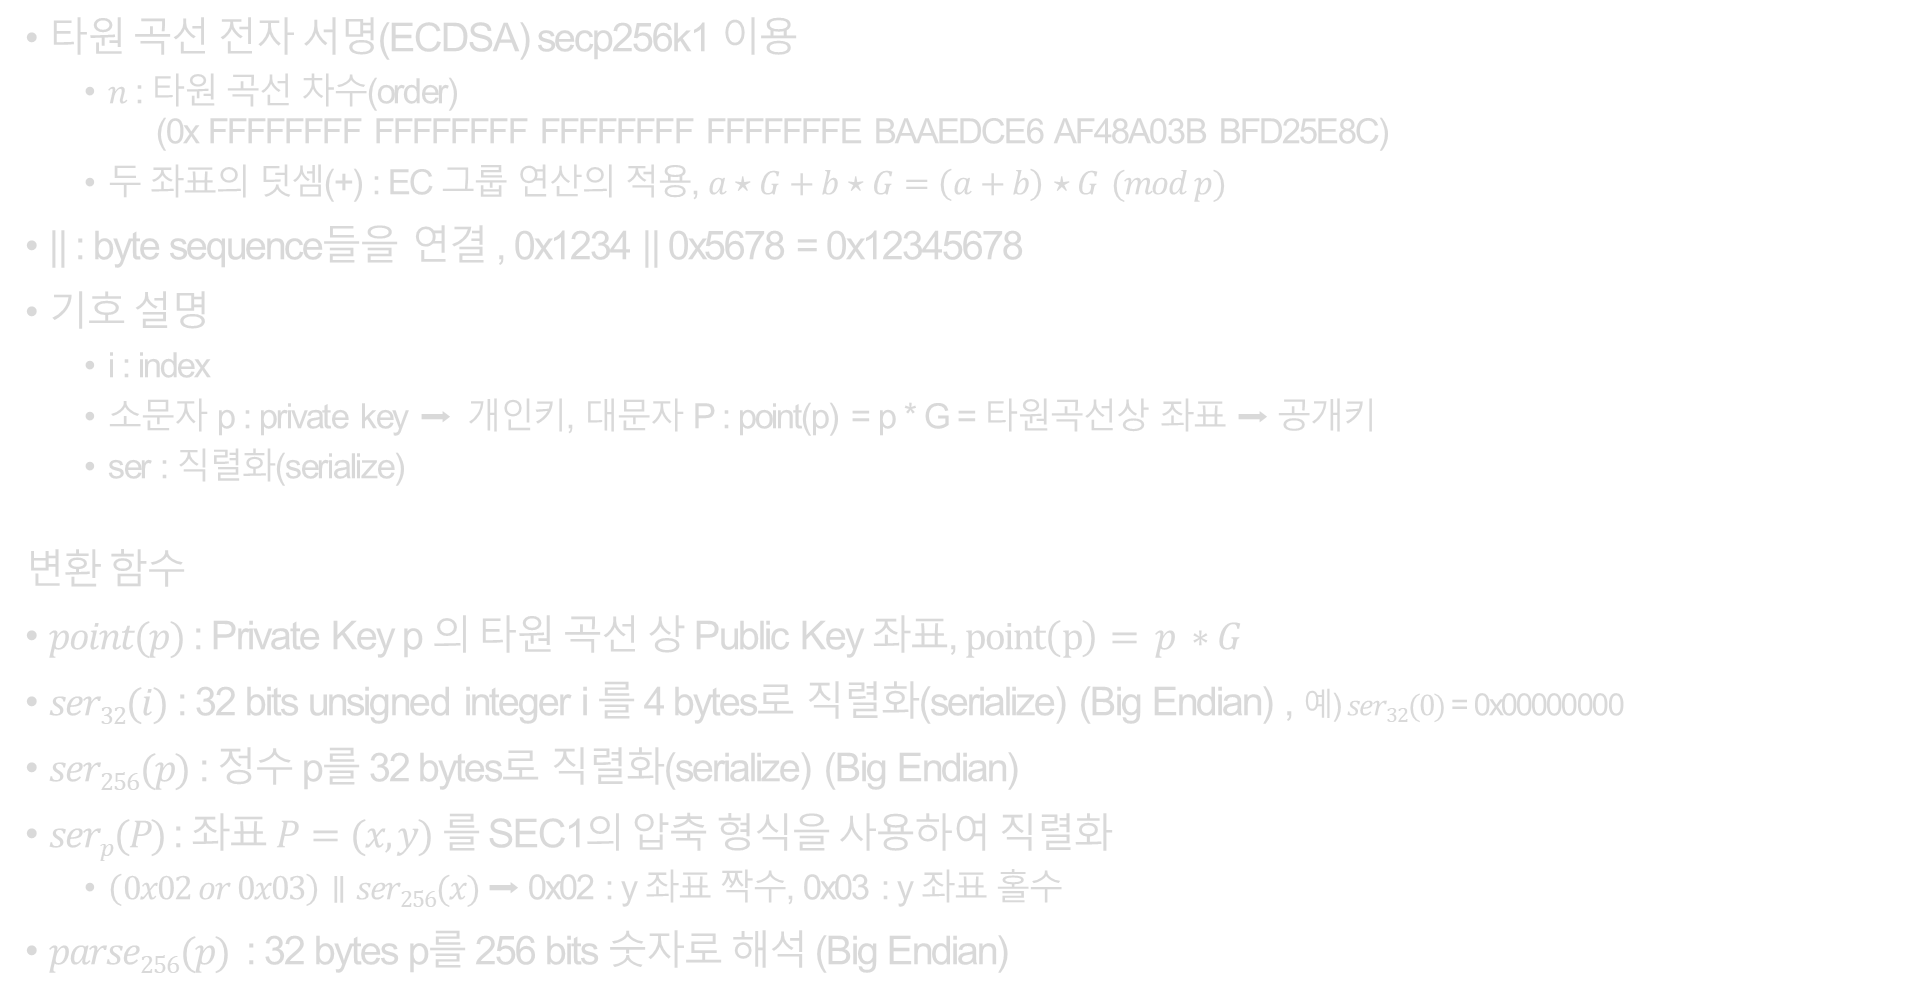 • 타원 곡선 전자 서명(ECDSA) secp256k1 이용
• n : 타원 곡선 차수(order)
(0x FFFFFFFF FFFFFFFF FFFFFFFF FFFFFFFE BAAEDCE6 AF48A03B BFD25E8C)
• 두 좌표의 덧셈(+) : EC 그룹 연산의 적용, a ⋆ G + b ⋆ G = (a + b) ⋆ G (mod p)
• || : byte sequence들을 연결 , 0x1234 || 0x5678 = 0x12345678
• 기호 설명
• i : index
• 소문자 p : private key ➡ 개인키, 대문자 P : point(p) = p * G = 타원곡선상 좌표 ➡ 공개키
• ser : 직렬화(serialize)
변환 함수
• point(p) : Private Key p 의 타원 곡선 상 Public Key 좌표, point(p) = p ∗ G
• ser₃₂(i) : 32 bits unsigned integer i 를 4 bytes로 직렬화(serialize) (Big Endian) , 예) ser₃₂(0) = 0x00000000
• ser₂₅₆(p) : 정수 p를 32 bytes로 직렬화(serialize) (Big Endian)
• serₚ(P) : 좌표 P = (x, y) 를 SEC1의 압축 형식을 사용하여 직렬화
• (0x02 or 0x03) ∥ ser₂₅₆(x) ➡ 0x02 : y 좌표 짝수, 0x03 : y 좌표 홀수
• parse₂₅₆(p) : 32 bytes p를 256 bits 숫자로 해석 (Big Endian)